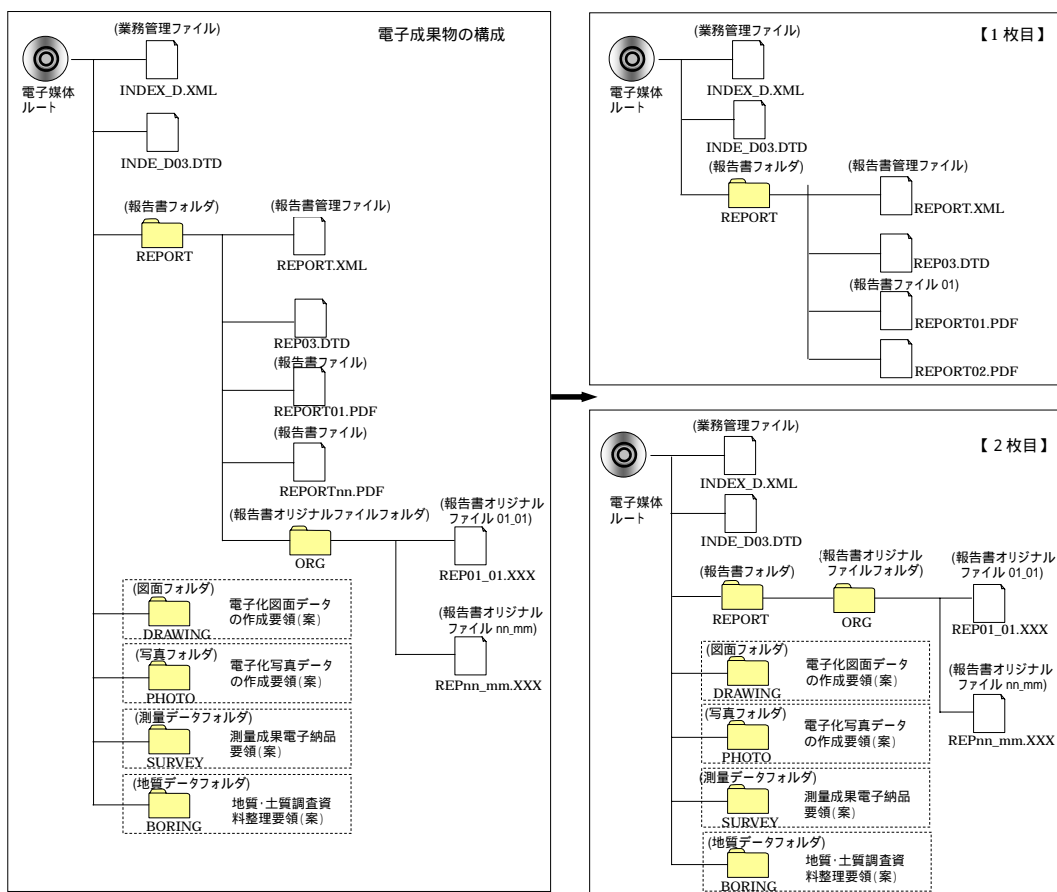 電子成果物の構成
(業務管理ファイル)
電子媒体
ルート
INDEX_D.XML
INDE_D03.DTD
(報告書フォルダ)
REPORT
(報告書管理ファイル)
REPORT.XML
REP03.DTD
(報告書ファイル)
REPORT01.PDF
(報告書ファイル)
REPORTnn.PDF
(報告書オリジナルファイルフォルダ)
ORG
(報告書オリジナル
ファイル 01_01)
REP01_01.XXX
(報告書オリジナル
ファイル nn_mm)
REPnn_mm.XXX
(図面フォルダ)
DRAWING
電子化図面データ
の作成要領(案)
(写真フォルダ)
PHOTO
電子化写真データ
の作成要領(案)
(測量データフォルダ)
SURVEY
測量成果電子納品
要領(案)
(地質データフォルダ)
BORING
地質・土質調査資
料整理要領(案)
【1枚目】
(業務管理ファイル)
電子媒体
ルート
INDEX_D.XML
INDE_D03.DTD
(報告書フォルダ)
REPORT
(報告書管理ファイル)
REPORT.XML
REP03.DTD
(報告書ファイル 01)
REPORT01.PDF
REPORT02.PDF
【2枚目】
(業務管理ファイル)
電子媒体
ルート
INDEX_D.XML
INDE_D03.DTD
(報告書フォルダ)
REPORT
(報告書オリジナル
ファイルフォルダ)
ORG
(報告書オリジナル
ファイル 01_01)
REP01_01.XXX
(報告書オリジナル
ファイル nn_mm)
REPnn_mm.XXX
(図面フォルダ)
DRAWING
電子化図面データ
の作成要領(案)
(写真フォルダ)
PHOTO
電子化写真データ
の作成要領(案)
(測量データフォルダ)
SURVEY
測量成果電子納品
要領(案)
(地質データフォルダ)
BORING
地質・土質調査資
料整理要領(案)